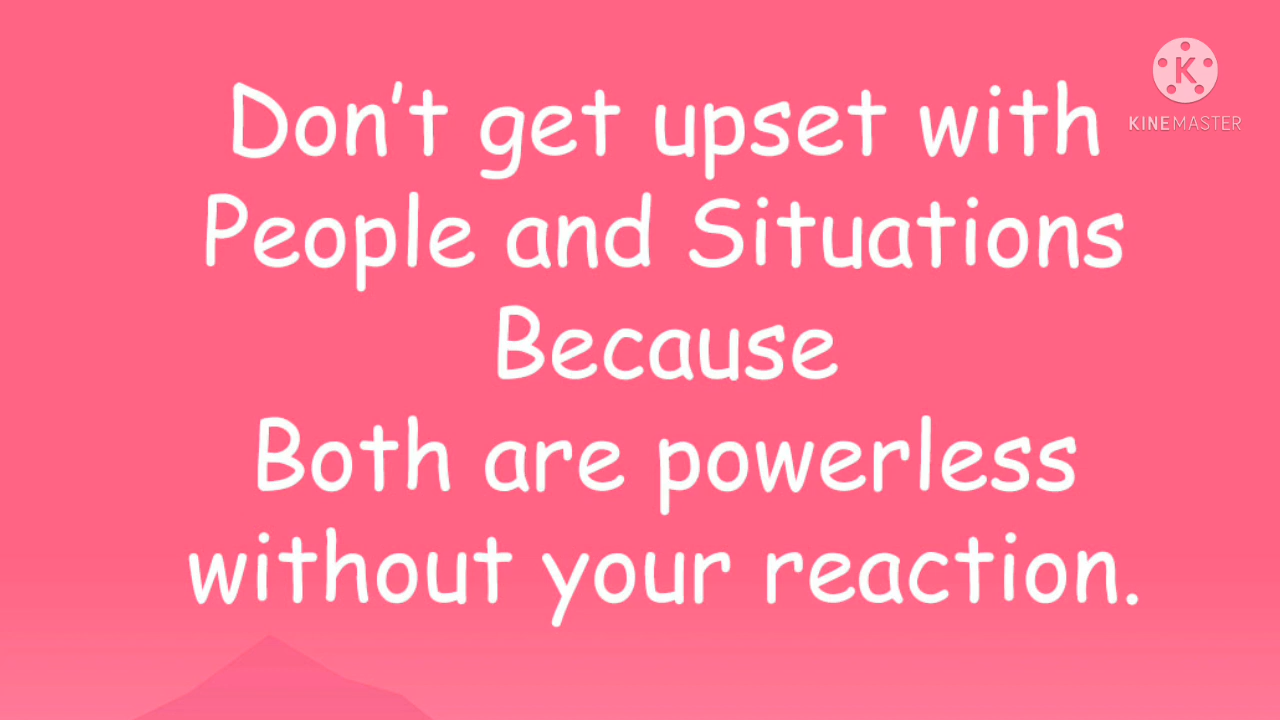 Don't get upset with
People and Situations
Because
Both are powerless
without your reaction.
K
KINEMASTER